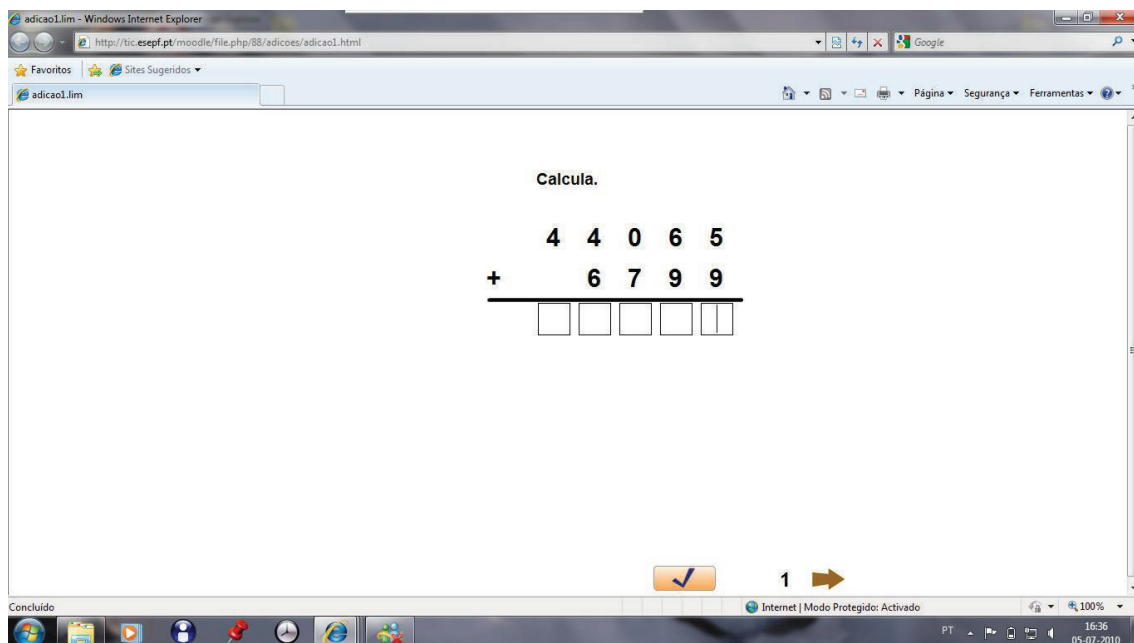 adicao1.lim - Windows Internet Explorer
http://tic.esepf.pt/moodle/file.php/88/adicoes/adicao1.html
Google
Favoritos
Sites Sugeridos
adicao1.lim
Página
Segurança
Ferramentas
Calcula.
4 4 0 6 5
+ 6 7 9 9
1
Concluído
Internet | Modo Protegido: Activado
100%
PT
16:36
05-07-2010